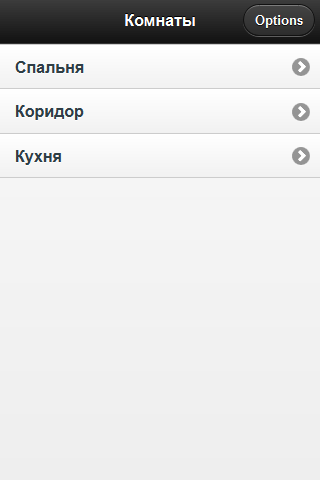 Комнаты
Options
Спальня
Коридор
Кухня